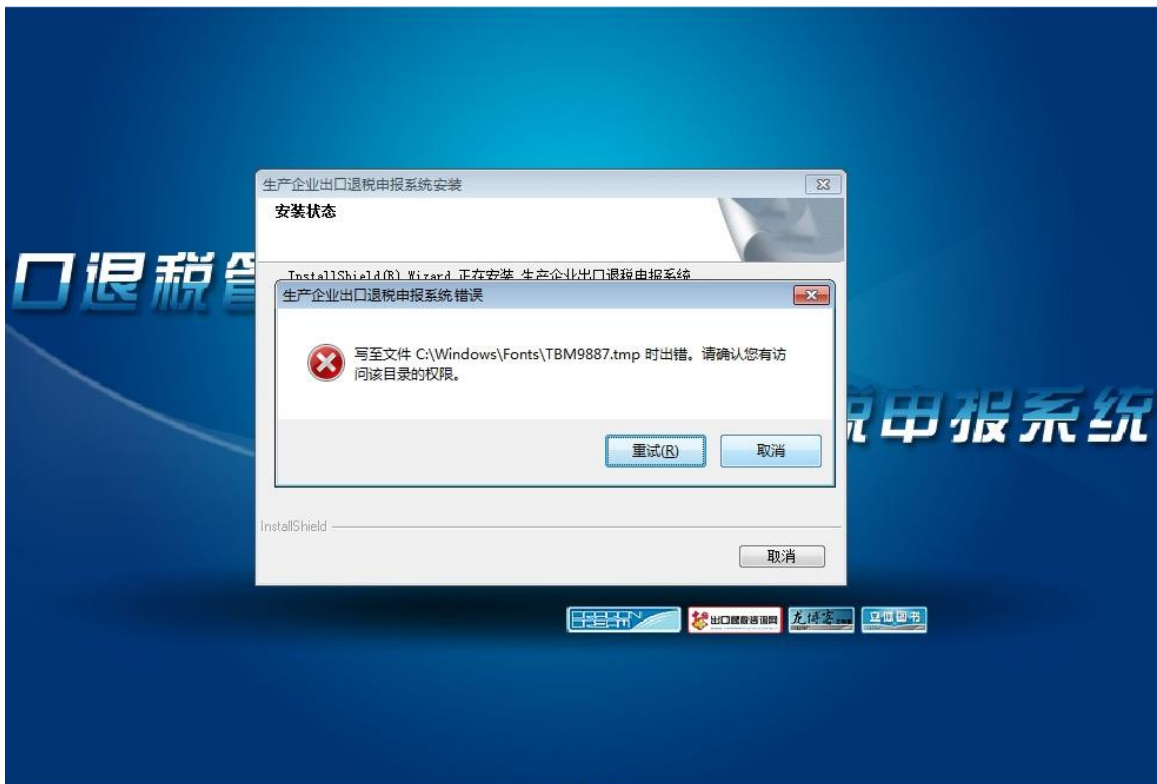 生产企业出口退税申报系统安装
安装状态
口退税管
InstallShield(R) Wizard 正在安装 生产企业出口退税申报系统
生产企业出口退税申报系统 错误
写至文件 C:\Windows\Fonts\TBM9887.tmp 时出错。请确认您有访
问该目录的权限。
税申报系统
重试(R)
取消
InstallShield
取消
出口退税咨询网
龙博客
立信图书